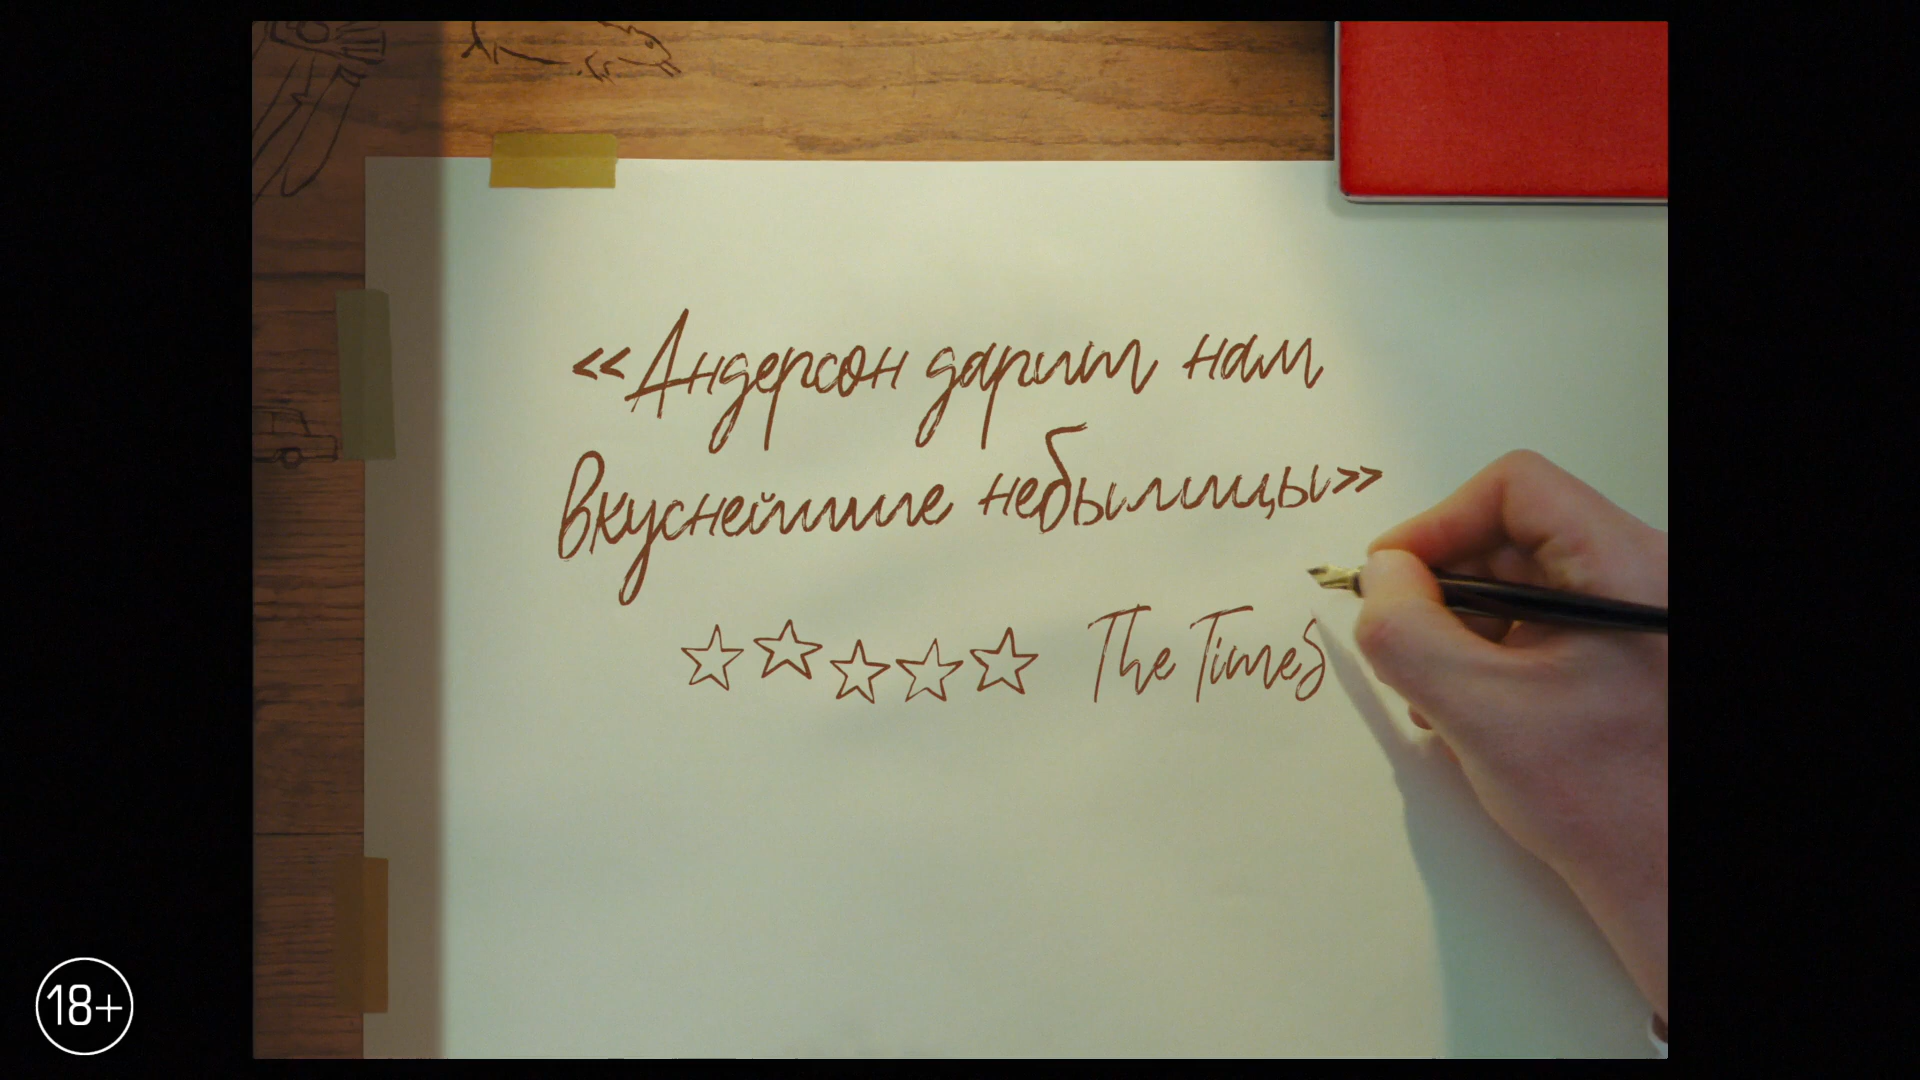 «Андерсон дарит нам
вкуснейшие небылицы»
☆☆☆☆☆ The Times
18+